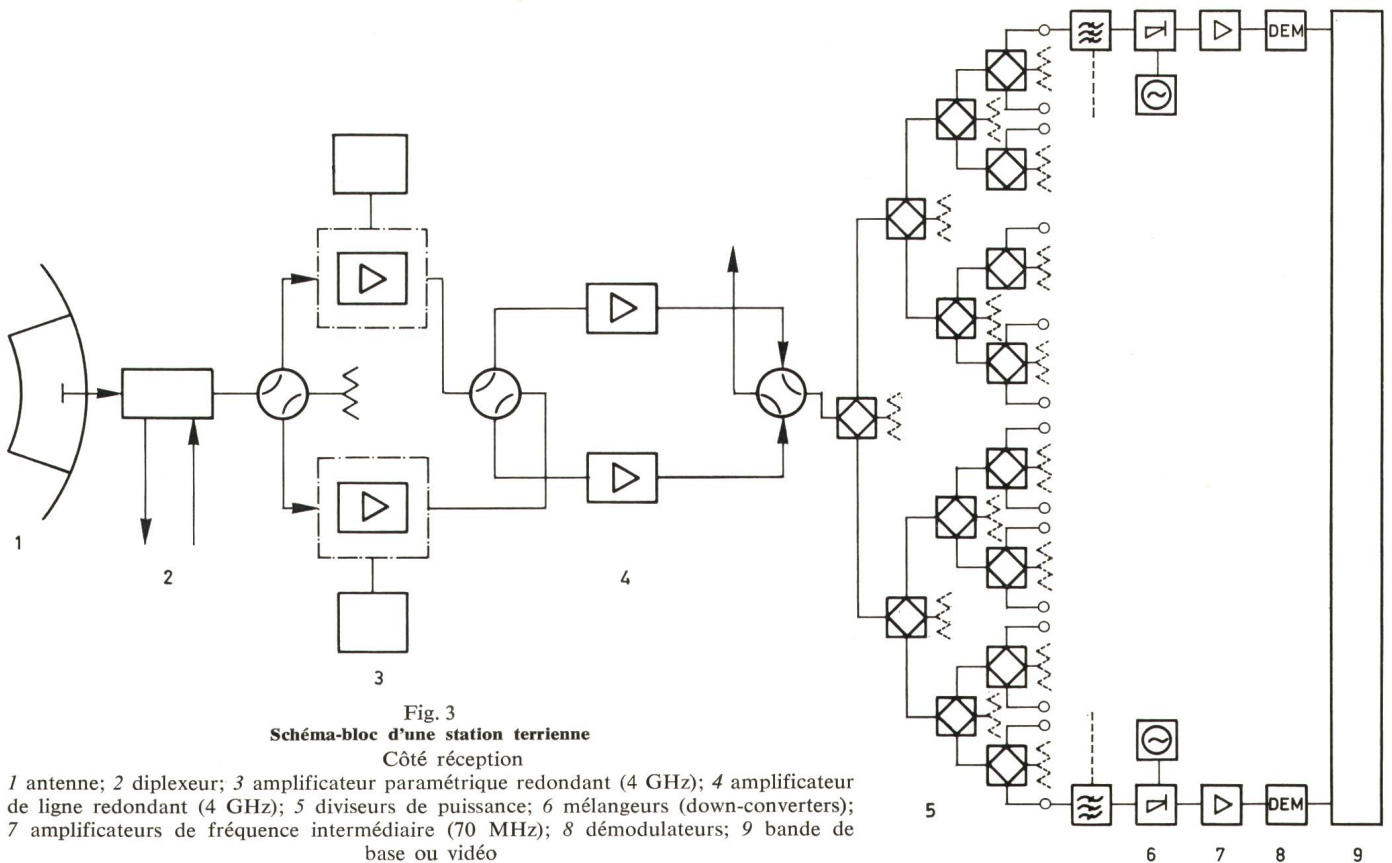 DEM
1
2
3
4
5
DEM
6
7
8
9
Fig. 3
Schéma-bloc d'une station terrienne
Côté réception
1 antenne; 2 diplexeur; 3 amplificateur paramétrique redondant (4 GHz); 4 amplificateur
de ligne redondant (4 GHz); 5 diviseurs de puissance; 6 mélangeurs (down-converters);
7 amplificateurs de fréquence intermédiaire (70 MHz); 8 démodulateurs; 9 bande de
base ou vidéo